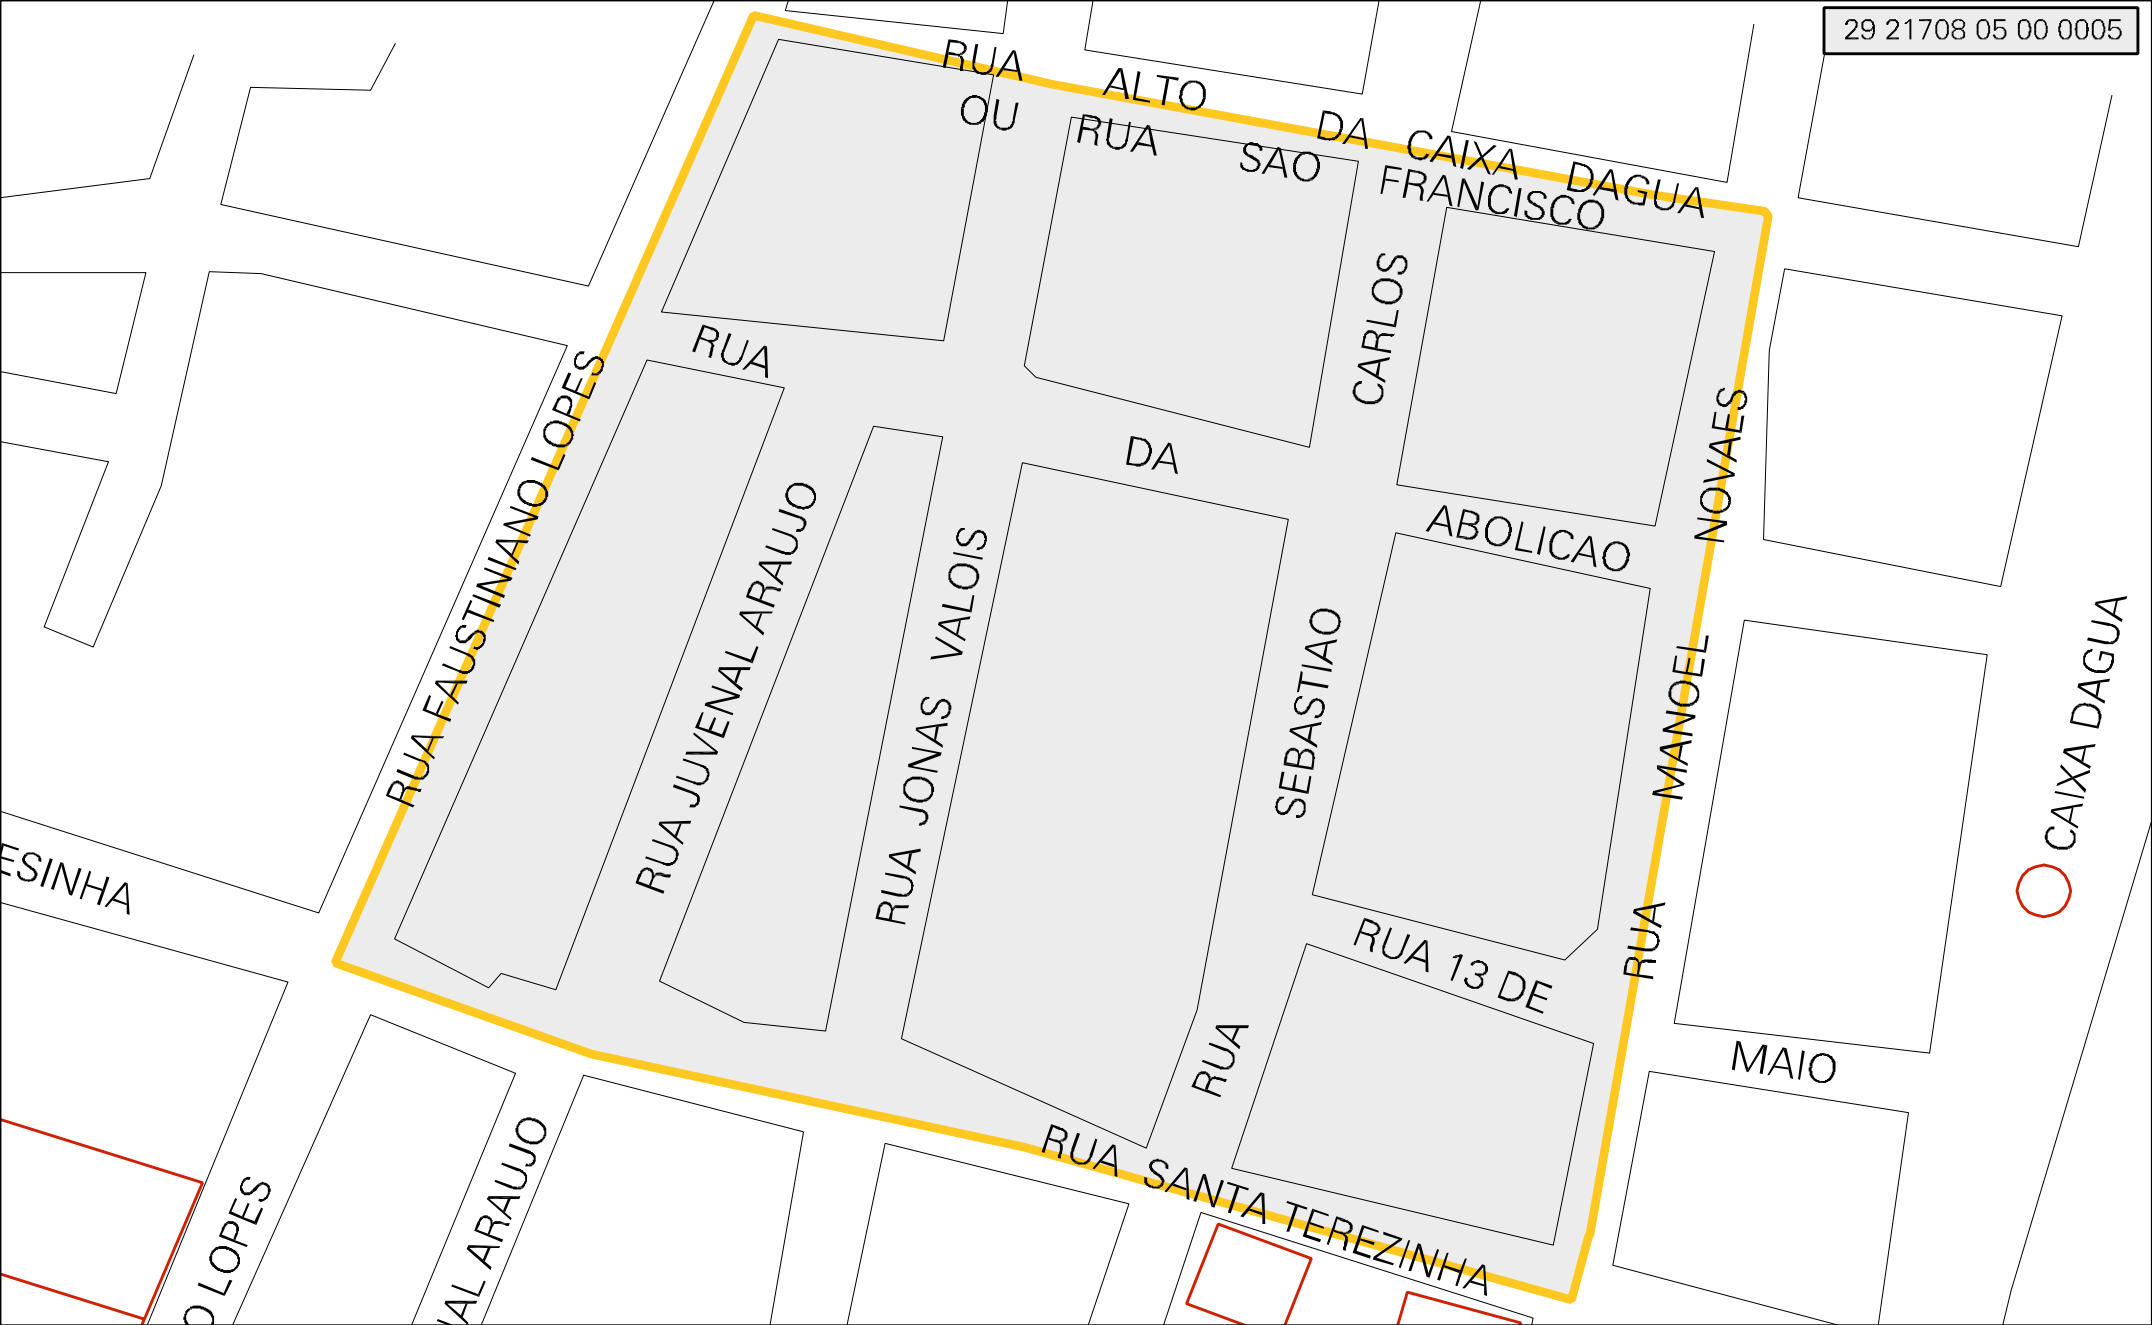 29 21708 05 00 0005
RUA ALTO DA CAIXA DAGUA
OU RUA SAO FRANCISCO
RUA DA ABOLICAO
RUA FAUSTINIANO LOPES
RUA JUVENAL ARAUJO
RUA JONAS VALOIS
RUA SEBASTIAO CARLOS
RUA MANOEL NOVAES
CAIXA DAGUA
RUA 13 DE MAIO
RUA SANTA TEREZINHA
ESINHA
O LOPES
AL ARAUJO